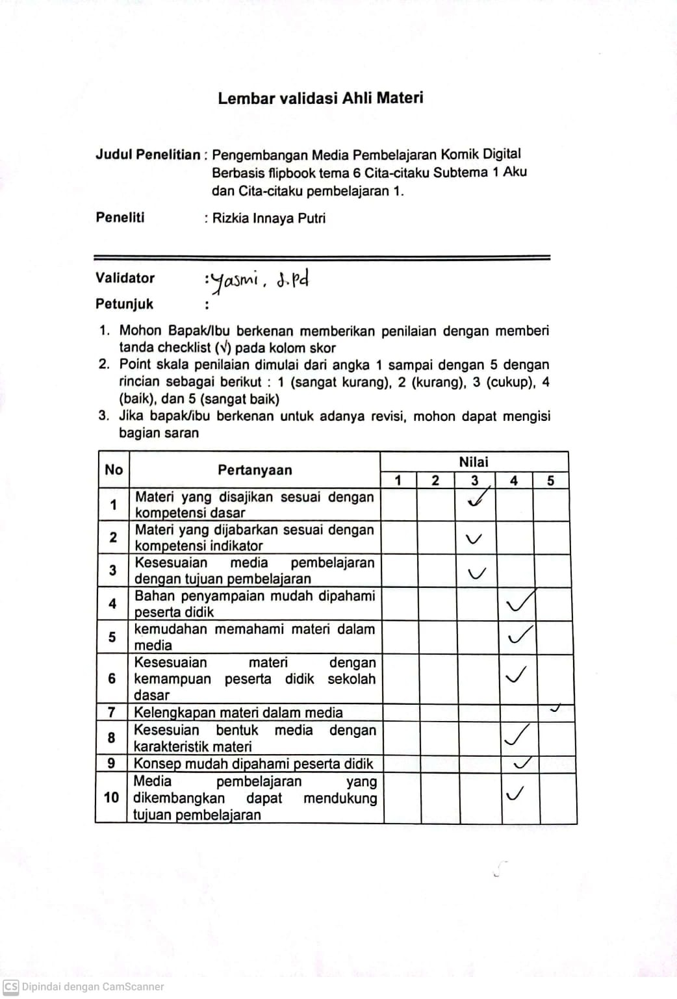 Lembar validasi Ahli Materi
Judul Penelitian : Pengembangan Media Pembelajaran Komik Digital
Berbasis flipbook tema 6 Cita-citaku Subtema 1 Aku
dan Cita-citaku pembelajaran 1.
Peneliti : Rizkia Innaya Putri
Validator : Yasmi, S.Pd
Petunjuk :
1. Mohon Bapak/Ibu berkenan memberikan penilaian dengan memberi
tanda checklist (√) pada kolom skor
2. Point skala penilaian dimulai dari angka 1 sampai dengan 5 dengan
rincian sebagai berikut : 1 (sangat kurang), 2 (kurang), 3 (cukup), 4
(baik), dan 5 (sangat baik)
3. Jika bapak/ibu berkenan untuk adanya revisi, mohon dapat mengisi
bagian saran
No Pertanyaan Nilai
1 2 3 4 5
1 Materi yang disajikan sesuai dengan ✓
kompetensi dasar
2 Materi yang dijabarkan sesuai dengan ✓
kompetensi indikator
3 Kesesuaian media pembelajaran ✓
dengan tujuan pembelajaran
4 Bahan penyampaian mudah dipahami ✓
peserta didik
5 kemudahan memahami materi dalam ✓
media
Kesesuaian materi dengan
6 kemampuan peserta didik sekolah ✓
dasar
7 Kelengkapan materi dalam media ✓
8 Kesesuian bentuk media dengan ✓
karakteristik materi
9 Konsep mudah dipahami peserta didik ✓
Media pembelajaran yang
10 dikembangkan dapat mendukung ✓
tujuan pembelajaran
CS Dipindai dengan CamScanner